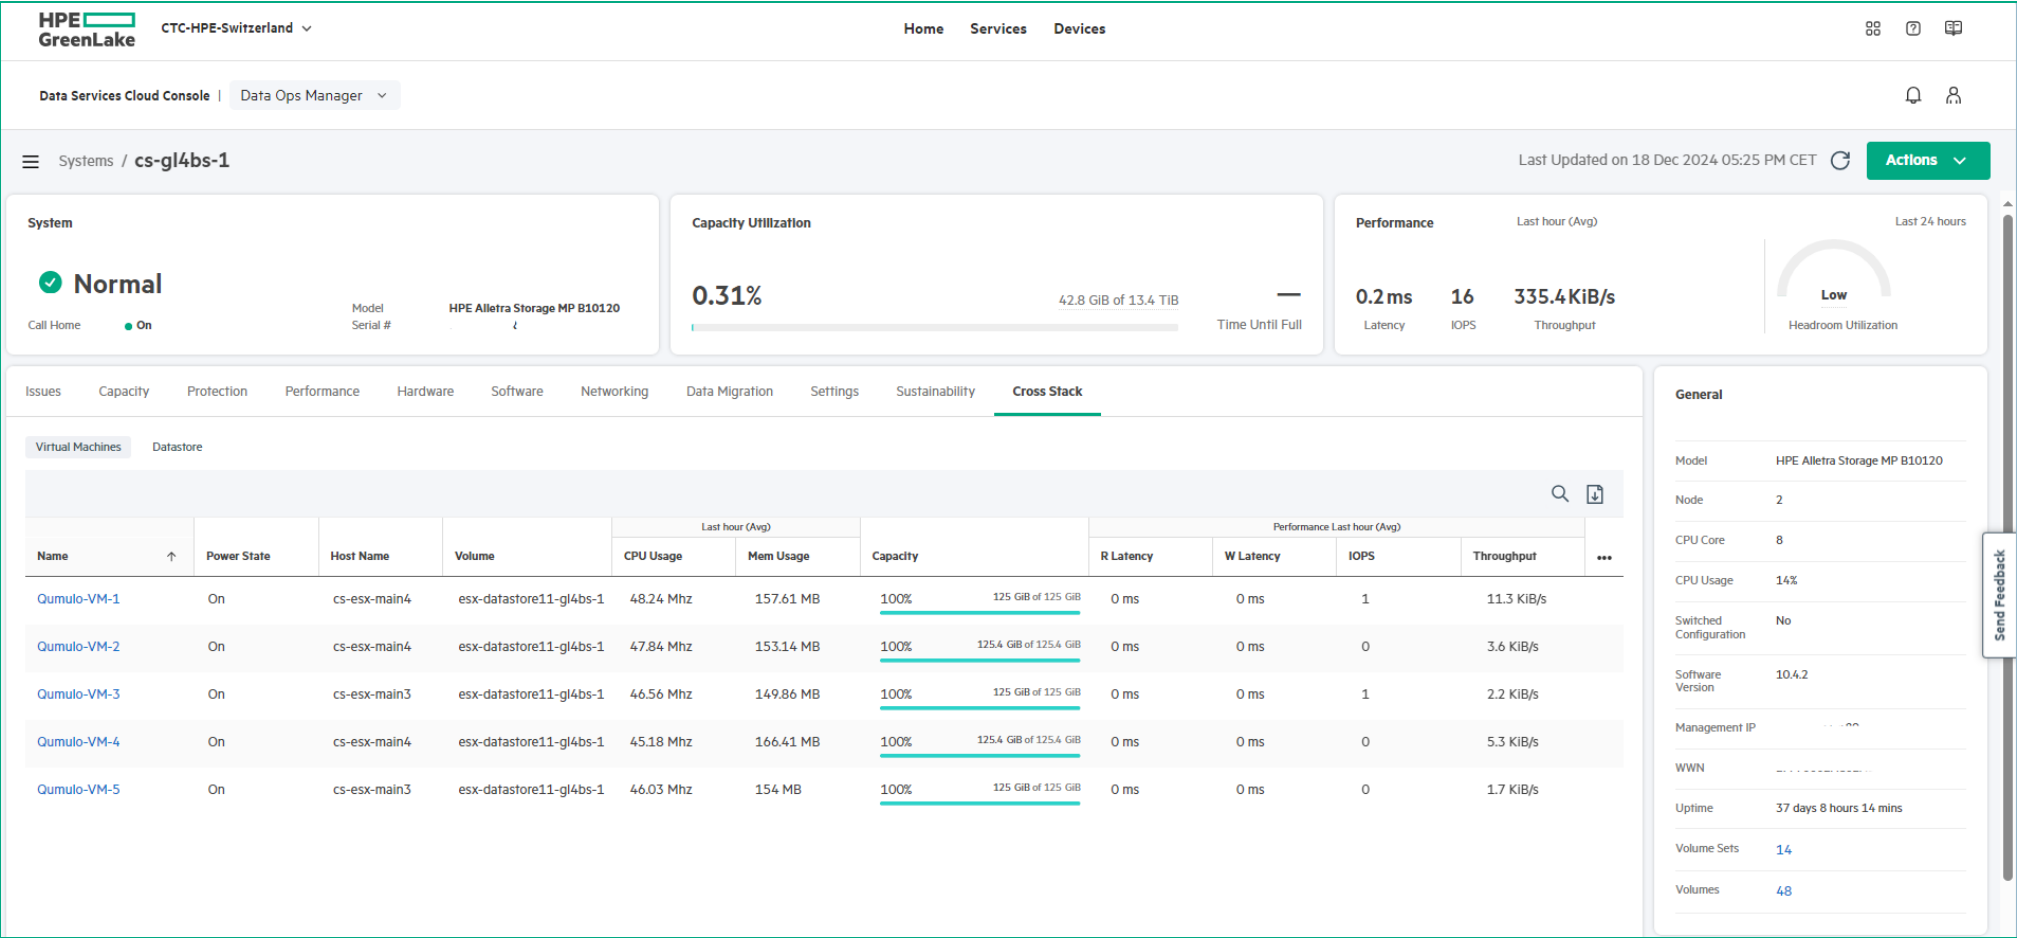 HPE
GreenLake
CTC-HPE-Switzerland
Home Services Devices
Data Services Cloud Console | Data Ops Manager
Systems / cs-gl4bs-1
Last Updated on 18 Dec 2024 05:25 PM CET
Actions
System
Normal
Call Home On
Model HPE Alletra Storage MP B10120
Serial #
Capacity Utilization
0.31%
42.8 GiB of 13.4 TiB
Time Until Full
Performance Last hour (Avg) Last 24 hours
0.2 ms 16 335.4 KiB/s
Latency IOPS Throughput
Low
Headroom Utilization
Issues Capacity Protection Performance Hardware Software Networking Data Migration Settings Sustainability Cross Stack
Virtual Machines Datastore
Last hour (Avg) Performance Last hour (Avg)
Name Power State Host Name Volume CPU Usage Mem Usage Capacity R Latency W Latency IOPS Throughput
Qumulo-VM-1 On cs-esx-main4 esx-datastore11-gl4bs-1 48.24 Mhz 157.61 MB 100% 125 GiB of 125 GiB 0 ms 0 ms 1 11.3 KiB/s
Qumulo-VM-2 On cs-esx-main4 esx-datastore11-gl4bs-1 47.84 Mhz 153.14 MB 100% 125.4 GiB of 125.4 GiB 0 ms 0 ms 0 3.6 KiB/s
Qumulo-VM-3 On cs-esx-main3 esx-datastore11-gl4bs-1 46.56 Mhz 149.86 MB 100% 125 GiB of 125 GiB 0 ms 0 ms 1 2.2 KiB/s
Qumulo-VM-4 On cs-esx-main4 esx-datastore11-gl4bs-1 45.18 Mhz 166.41 MB 100% 125.4 GiB of 125.4 GiB 0 ms 0 ms 0 5.3 KiB/s
Qumulo-VM-5 On cs-esx-main3 esx-datastore11-gl4bs-1 46.03 Mhz 154 MB 100% 125 GiB of 125 GiB 0 ms 0 ms 0 1.7 KiB/s
General
Model HPE Alletra Storage MP B10120
Node 2
CPU Core 8
CPU Usage 14%
Switched No
Configuration
Software 10.4.2
Version
Management IP
WWN
Uptime 37 days 8 hours 14 mins
Volume Sets 14
Volumes 48
Send Feedback